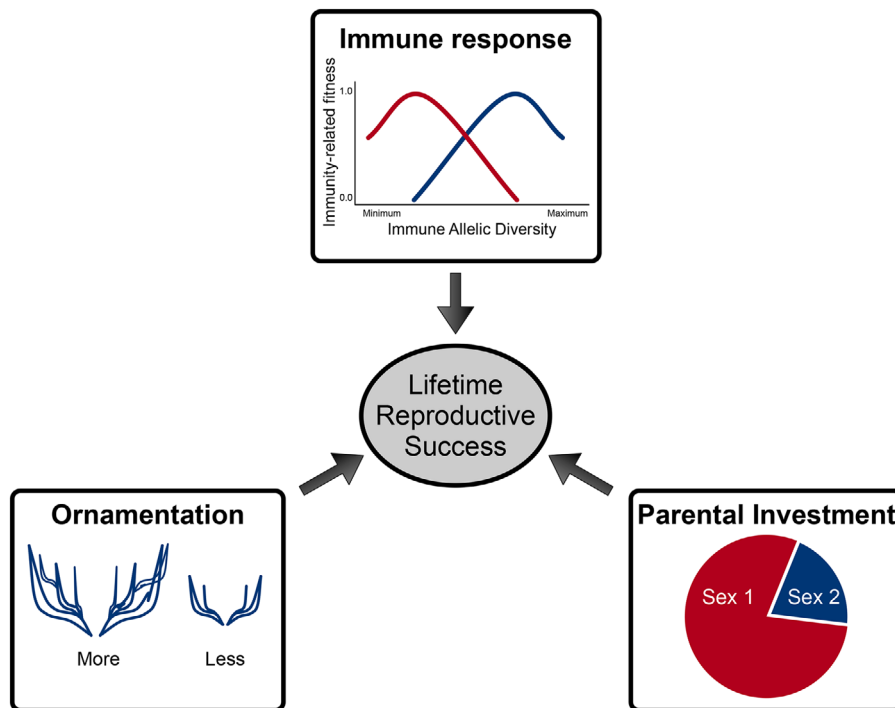 Immune response
Immunity-related fitness
1.0
0.0
Minimum
Maximum
Immune Allelic Diversity
Lifetime
Reproductive
Success
Ornamentation
More
Less
Parental Investment
Sex 1
Sex 2